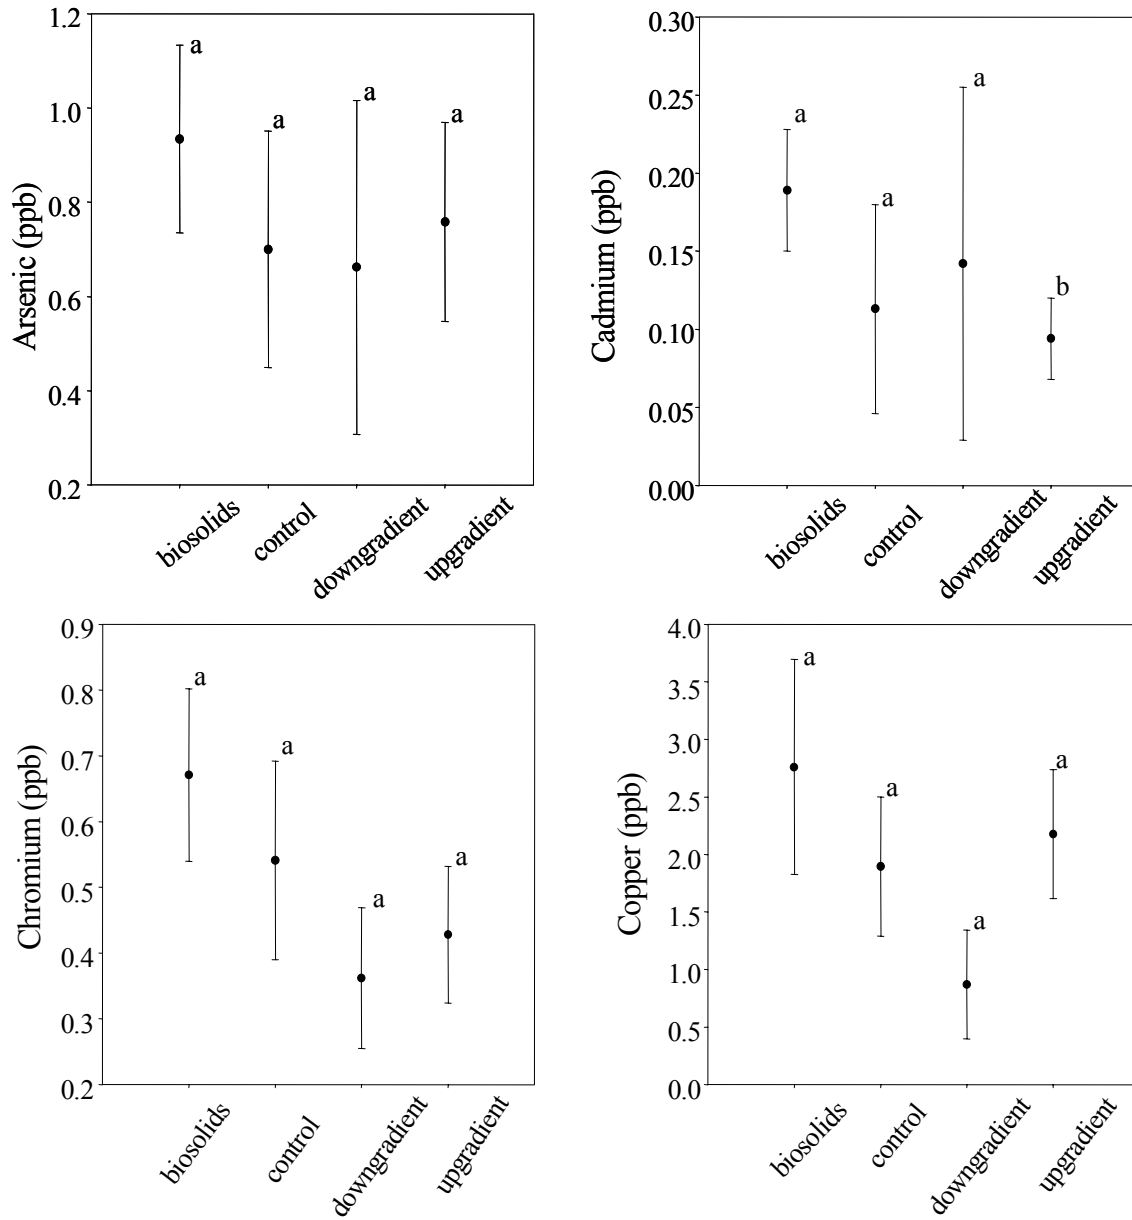 1.2
1.0
0.8
0.6
0.4
0.2
Arsenic (ppb)
a
a
a
a
biosolids
control
downgradient
upgradient
0.30
0.25
0.20
0.15
0.10
0.05
0.00
Cadmium (ppb)
a
a
a
b
biosolids
control
downgradient
upgradient
0.9
0.8
0.7
0.6
0.5
0.4
0.3
0.2
Chromium (ppb)
a
a
a
a
biosolids
control
downgradient
upgradient
4.0
3.5
3.0
2.5
2.0
1.5
1.0
0.5
0.0
Copper (ppb)
a
a
a
a
biosolids
control
downgradient
upgradient